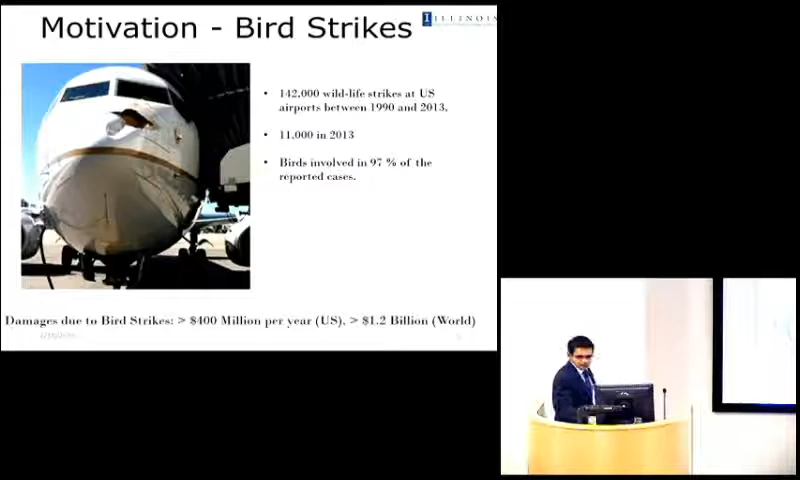 Motivation - Bird Strikes
ILLINOIS
• 142,000 wild-life strikes at US
airports between 1990 and 2013.
• 11,000 in 2013
• Birds involved in 97 % of the
reported cases.
Damages due to Bird Strikes: > $400 Million per year (US), > $1.2 Billion (World)